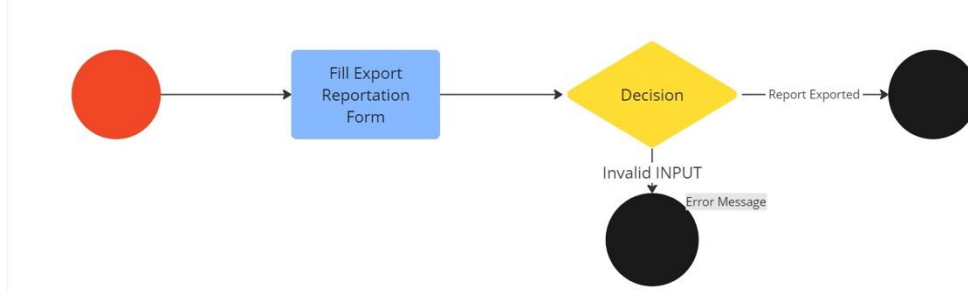 Fill Export
Reportation
Form
Decision
Report Exported
Invalid INPUT
Error Message